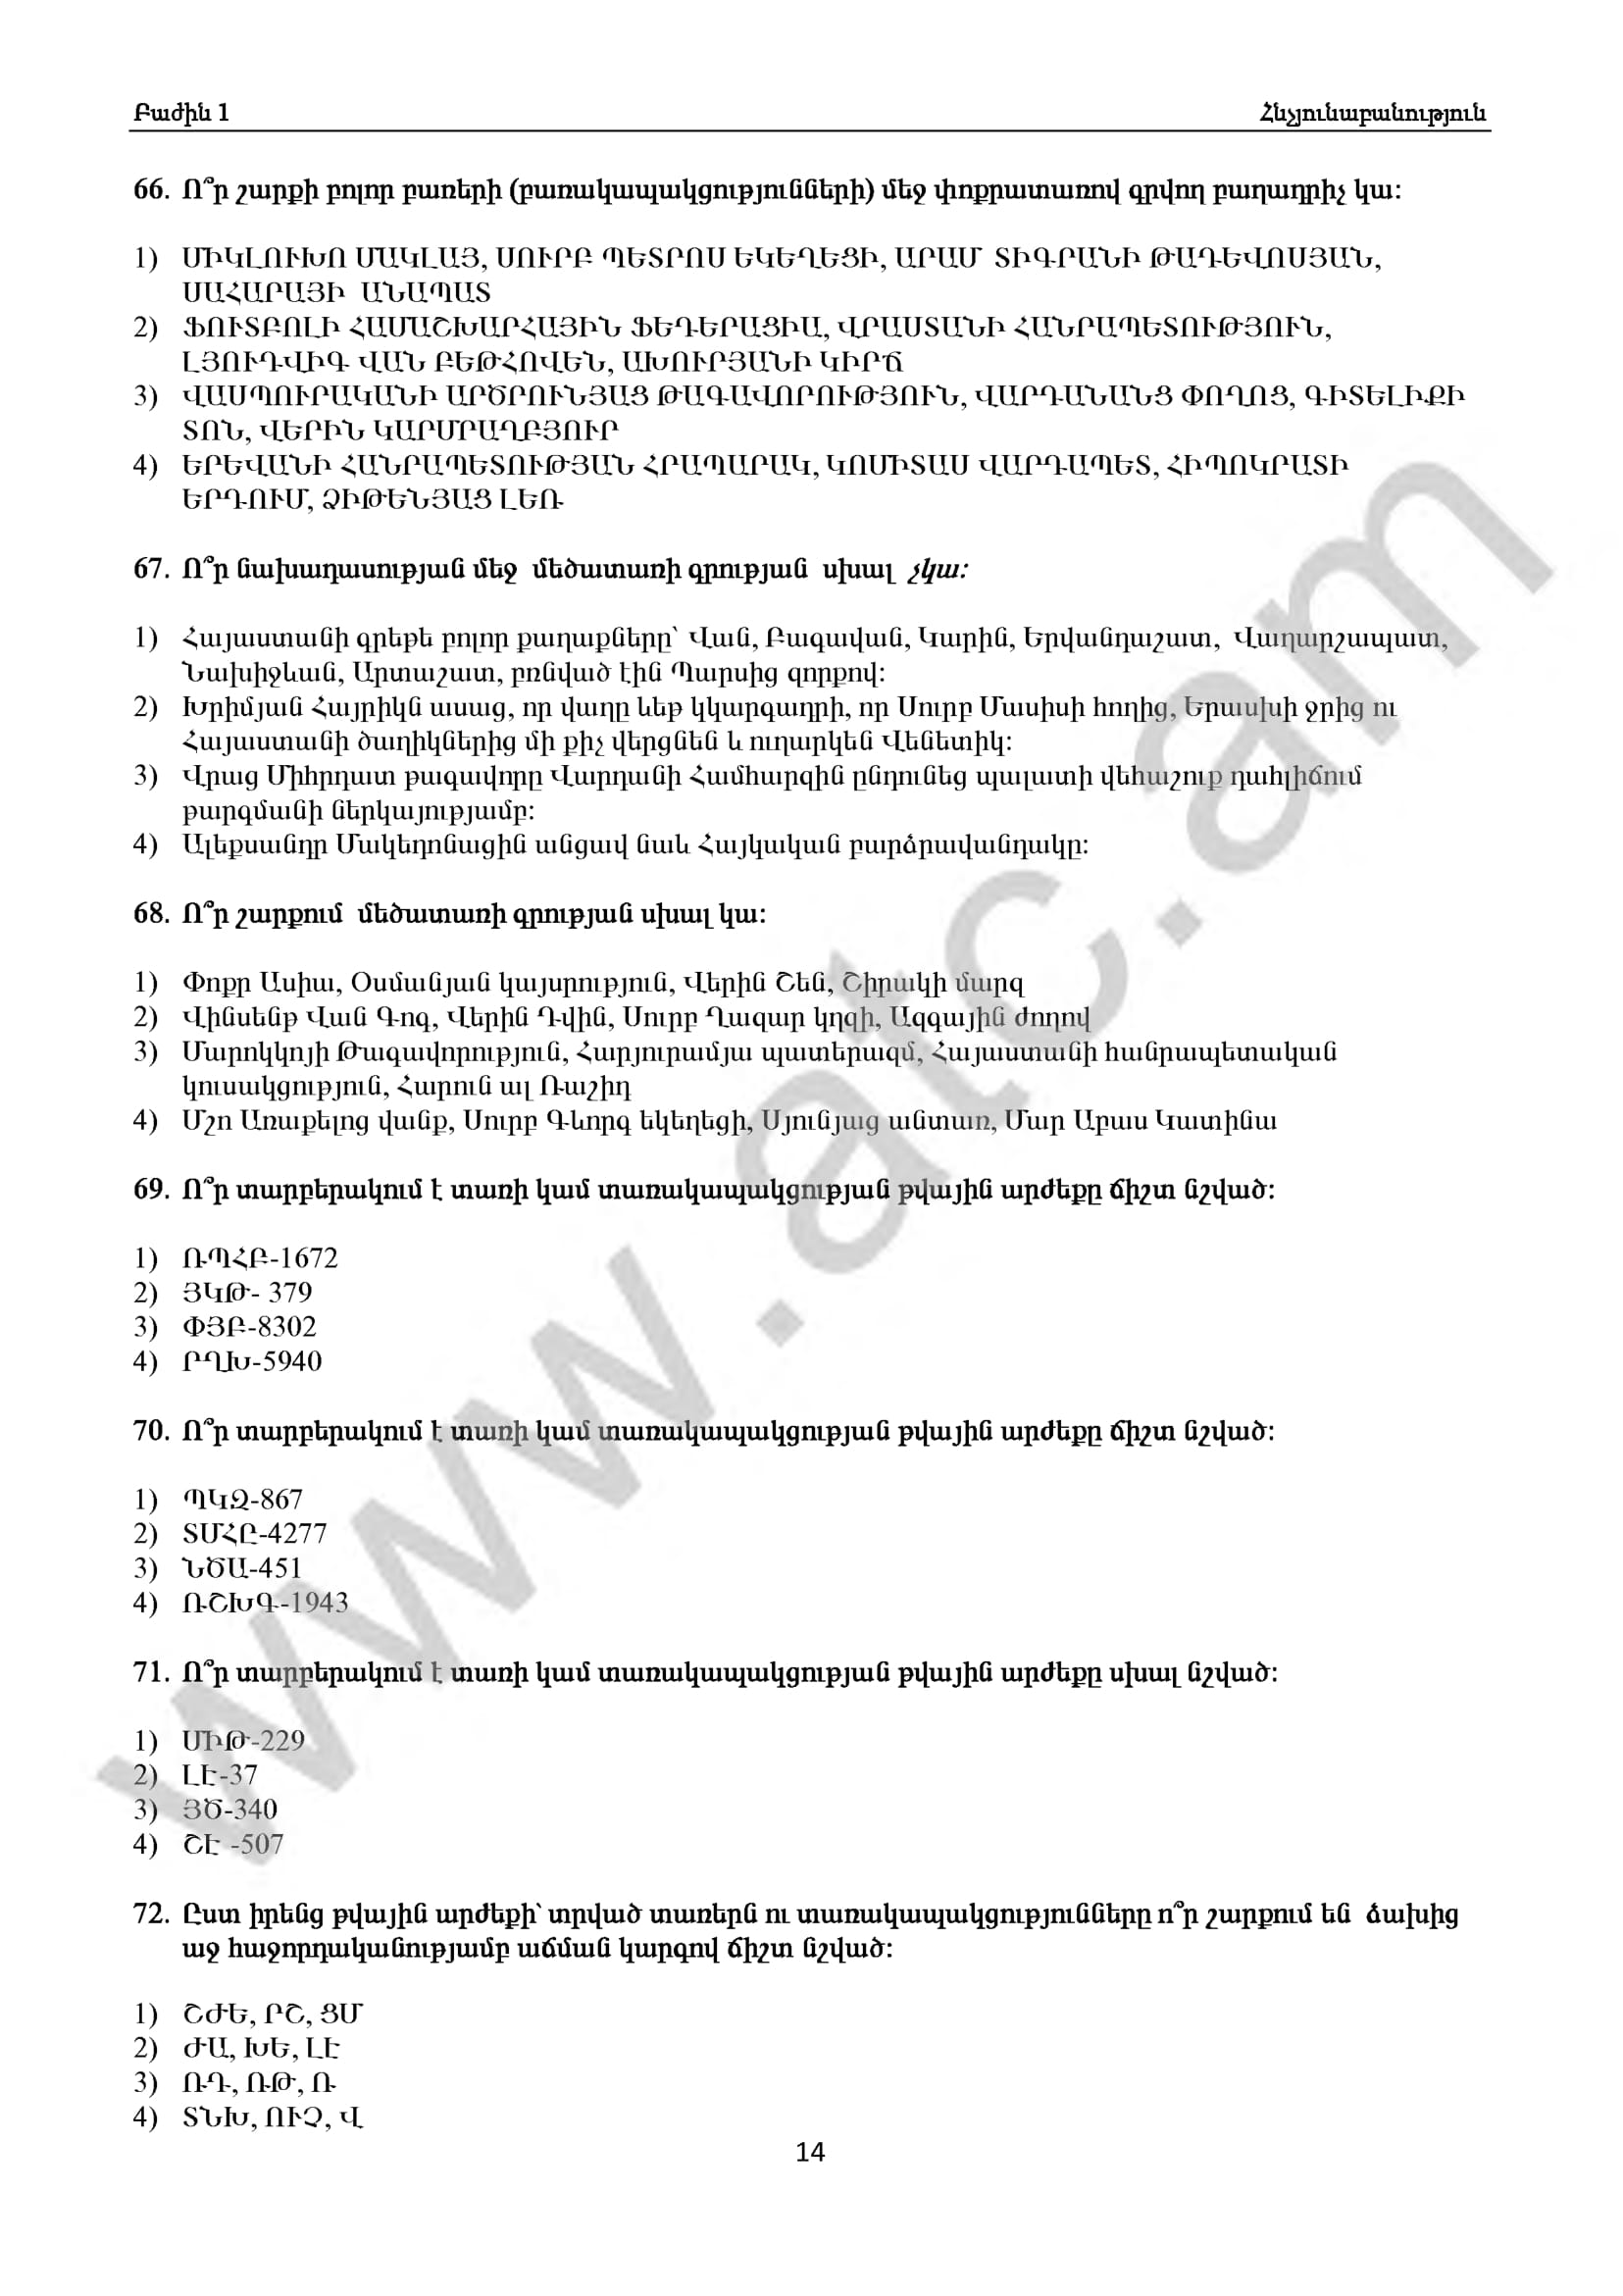 Բաժին 1 Հնչյունաբանություն
66. Ո՞ր շարքի բոլոր բառերի (բառակապակցությունների) մեջ փոքրատառով գրվող բաղադրիչ կա:
1) ՄԻԿԼՈՒԽՈ ՄԱԿԼԱՅ, ՍՈՒՐԲ ՊԵՏՐՈՍ ԵԿԵՂԵՑԻ, ԱՐԱՄ ՏԻԳՐԱՆԻ ԹԱԴԵՎՈՍՅԱՆ,
ՍԱՀԱՐԱՅԻ ԱՆԱՊԱՏ
2) ՖՈՒՏԲՈԼԻ ՀԱՄԱՇԽԱՐՀԱՅԻՆ ՖԵԴԵՐԱՑԻԱ, ՎՐԱՍՏԱՆԻ ՀԱՆՐԱՊԵՏՈՒԹՅՈՒՆ,
ԼՅՈՒԴՎԻԳ ՎԱՆ ԲԵԹՀՈՎԵՆ, ԱԽՈՒՐՅԱՆԻ ԿԻՐՃ
3) ՎԱՍՊՈՒՐԱԿԱՆԻ ԱՐԾՐՈՒՆՅԱՑ ԹԱԳԱՎՈՐՈՒԹՅՈՒՆ, ՎԱՐԴԱՆԱՆՑ ՓՈՂՈՑ, ԳԻՏԵԼԻՔԻ
ՏՈՆ, ՎԵՐԻՆ ԿԱՐՄՐԱՂԲՅՈՒՐ
4) ԵՐԵՎԱՆԻ ՀԱՆՐԱՊԵՏՈՒԹՅԱՆ ՀՐԱՊԱՐԱԿ, ԿՈՄԻՏԱՍ ՎԱՐԴԱՊԵՏ, ՀԻՊՈԿՐԱՏԻ
ԵՐԴՈՒՄ, ՁԻԹԵՆՅԱՑ ԼԵՌ
67. Ո՞ր նախադասության մեջ մեծատառի գրության սխալ չկա:
1) Հայաստանի գրեթե բոլոր քաղաքները՝ Վան, Բագավան, Կարին, Երվանդաշատ, Վաղարշապատ,
Նախիջևան, Արտաշատ, բռնված էին Պարսից զորքով:
2) Խրիմյան Հայրիկն ասաց, որ վաղը ևեթ կկարգադրի, որ Սուրբ Մասիսի հողից, Երասխի ջրից ու
Հայաստանի ծաղիկներից մի քիչ վերցնեն և ուղարկեն Վենետիկ:
3) Վրաց Միհրդատ թագավորը Վարդանի Համհարզին ընդունեց պալատի վեհաշուք դահլիճում
թարգմանի ներկայությամբ:
4) Ալեքսանդր Մակեդոնացին անցավ նաև Հայկական բարձրավանդակը:
68. Ո՞ր շարքում մեծատառի գրության սխալ կա:
1) Փոքր Ասիա, Օսմանյան կայսրություն, Վերին Շեն, Շիրակի մարզ
2) Վինսենթ Վան Գոգ, Վերին Դվին, Սուրբ Ղազար կղզի, Ազգային ժողով
3) Մարոկկոյի Թագավորություն, Հարյուրամյա պատերազմ, Հայաստանի հանրապետական
կուսակցություն, Հարուն ալ Ռաշիդ
4) Մշո Առաքելոց վանք, Սուրբ Գևորգ եկեղեցի, Սյունյաց անտառ, Մար Աբաս Կատինա
69. Ո՞ր տարբերակում է տառի կամ տառակապակցության թվային արժեքը ճիշտ նշված:
1) ՌՊՀԲ-1672
2) ՅԿԹ- 379
3) ՓՅԲ-8302
4) ՐՂԽ-5940
70. Ո՞ր տարբերակում է տառի կամ տառակապակցության թվային արժեքը ճիշտ նշված:
1) ՊԿԶ-867
2) ՏՄՀԸ-4277
3) ՆԾԱ-451
4) ՌՇԽԳ-1943
71. Ո՞ր տարբերակում է տառի կամ տառակապակցության թվային արժեքը սխալ նշված:
1) ՄԻԹ-229
2) ԼԷ-37
3) ՅԾ-340
4) ՇԷ -507
72. Ըստ իրենց թվային արժեքի՝ տրված տառերն ու տառակապակցությունները ո՞ր շարքում են ձախից
աջ հաջորդականությամբ աճման կարգով ճիշտ նշված:
1) ՇԺԵ, ՐՇ, ՑՄ
2) ԺԱ, ԽԵ, ԼԷ
3) ՌԴ, ՌԹ, Ռ
4) ՏՆԽ, ՈՒՉ, Վ
14
www.atc.am